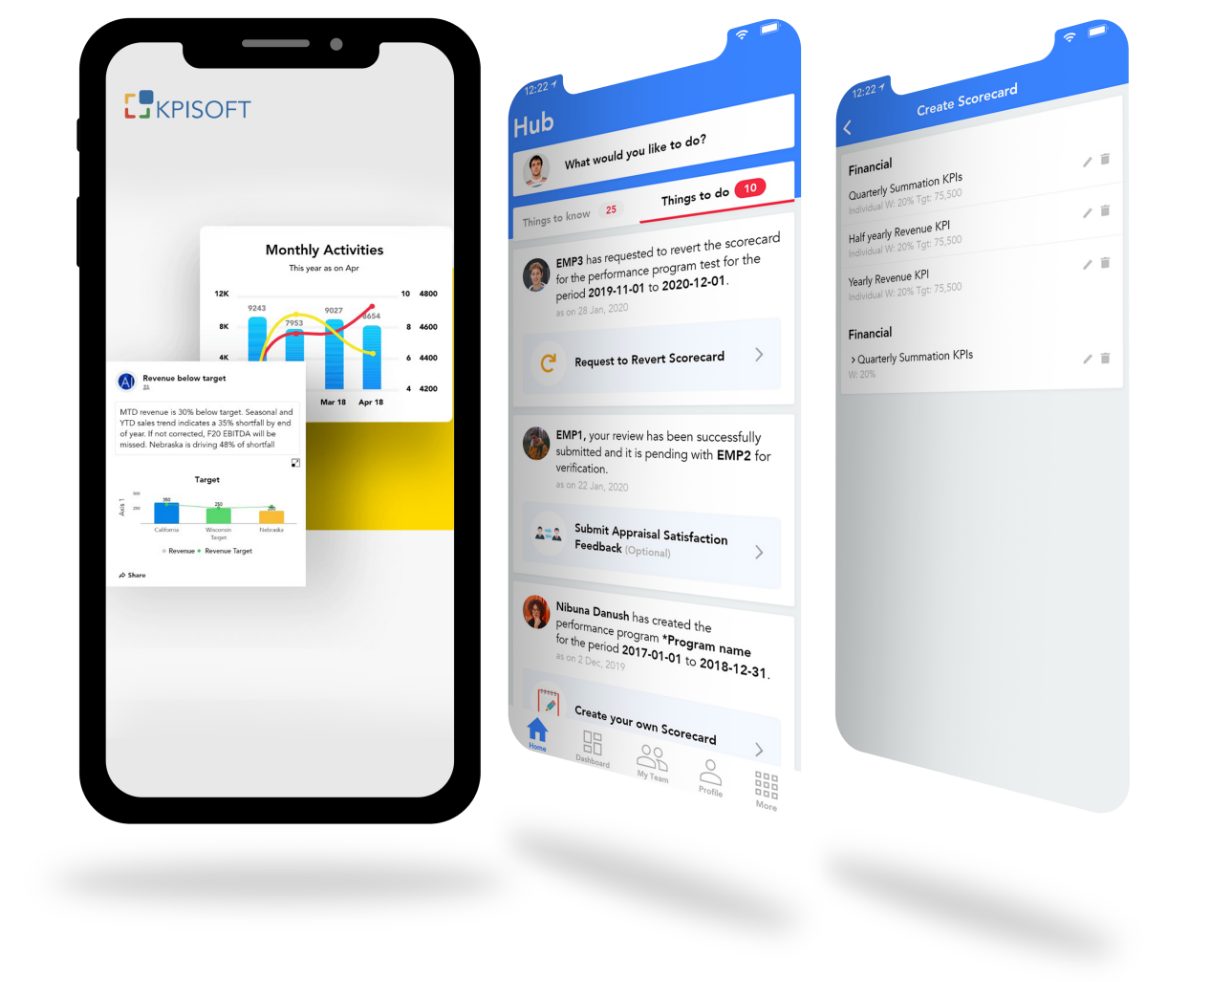 KPISOFT
Monthly Activities
This year as on Apr
12K
10 4800
9243
9027
7953
8654
8K
8 4600
4K
6 4400
4 4200
Mar 18 Apr 18
AI
Revenue below target
MTD revenue is 30% below target. Seasonal and
YTD sales trend indicates a 35% shortfall by end
of year. If not corrected, F20 EBITDA will be
missed. Nebraska is driving 48% of shortfall
Target
Axis 1
500
250
350
250
California
Wisconsin
Nebraska
Target
Revenue
Revenue Target
Share
12:22
Hub
What would you like to do?
Things to know 25
Things to do 10
EMP3 has requested to revert the scorecard
for the performance program test for the
period 2019-11-01 to 2020-12-01.
as on 28 Jan, 2020
Request to Revert Scorecard
EMP1, your review has been successfully
submitted and it is pending with EMP2 for
verification.
as on 22 Jan, 2020
Submit Appraisal Satisfaction
Feedback (Optional)
Nibuna Danush has created the
performance program *Program name
for the period 2017-01-01 to 2018-12-31.
as on 2 Dec, 2019
Create your own Scorecard
Home
Dashboard
My Team
Profile
More
12:22
Create Scorecard
Financial
Quarterly Summation KPIs
Individual W: 20% Tgt: 75,500
Half yearly Revenue KPI
Individual W: 20% Tgt: 75,500
Yearly Revenue KPI
Individual W: 20% Tgt: 75,500
Financial
> Quarterly Summation KPIs
W: 20%